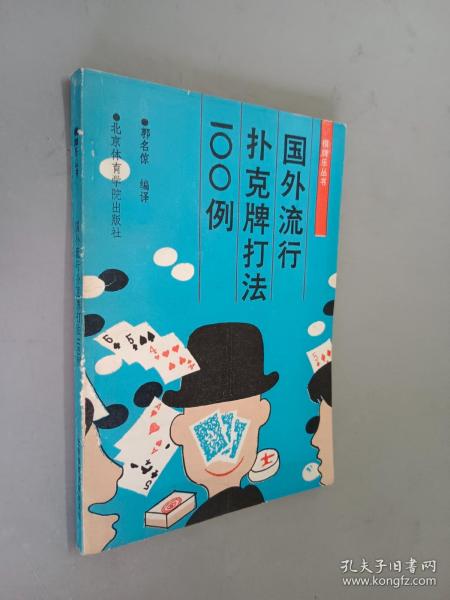 棋牌乐丛书
国外流行
扑克牌打法
一〇〇例
●郭名倞 编译
●北京体育学院出版社
孔夫子旧书网
www.kongfz.com